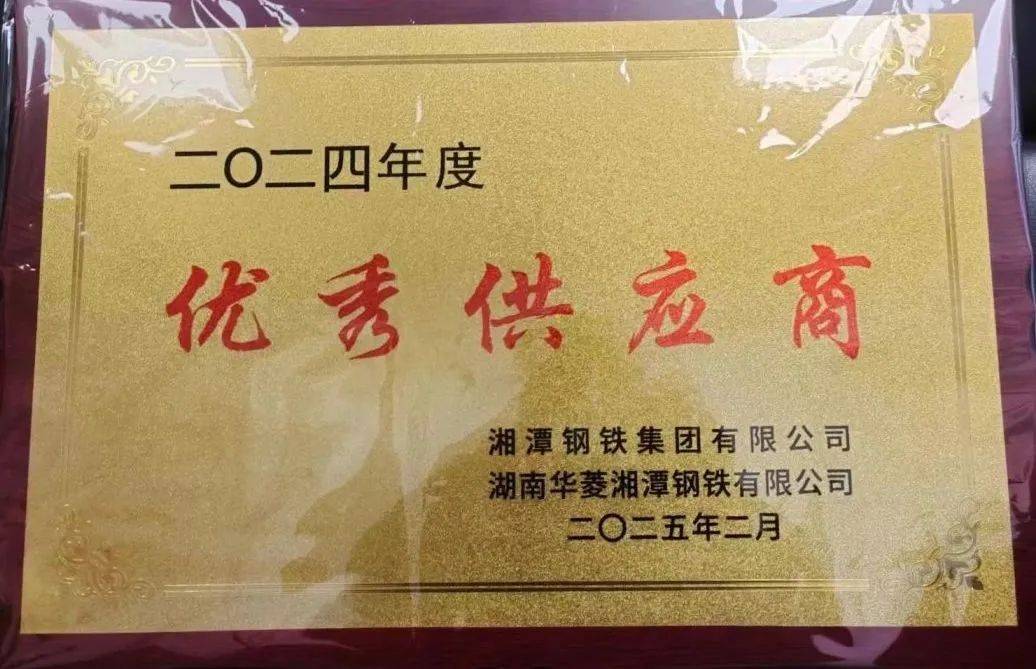 二〇二四年度
优秀供应商
湘潭钢铁集团有限公司
湖南华菱湘潭钢铁有限公司
二〇二五年二月